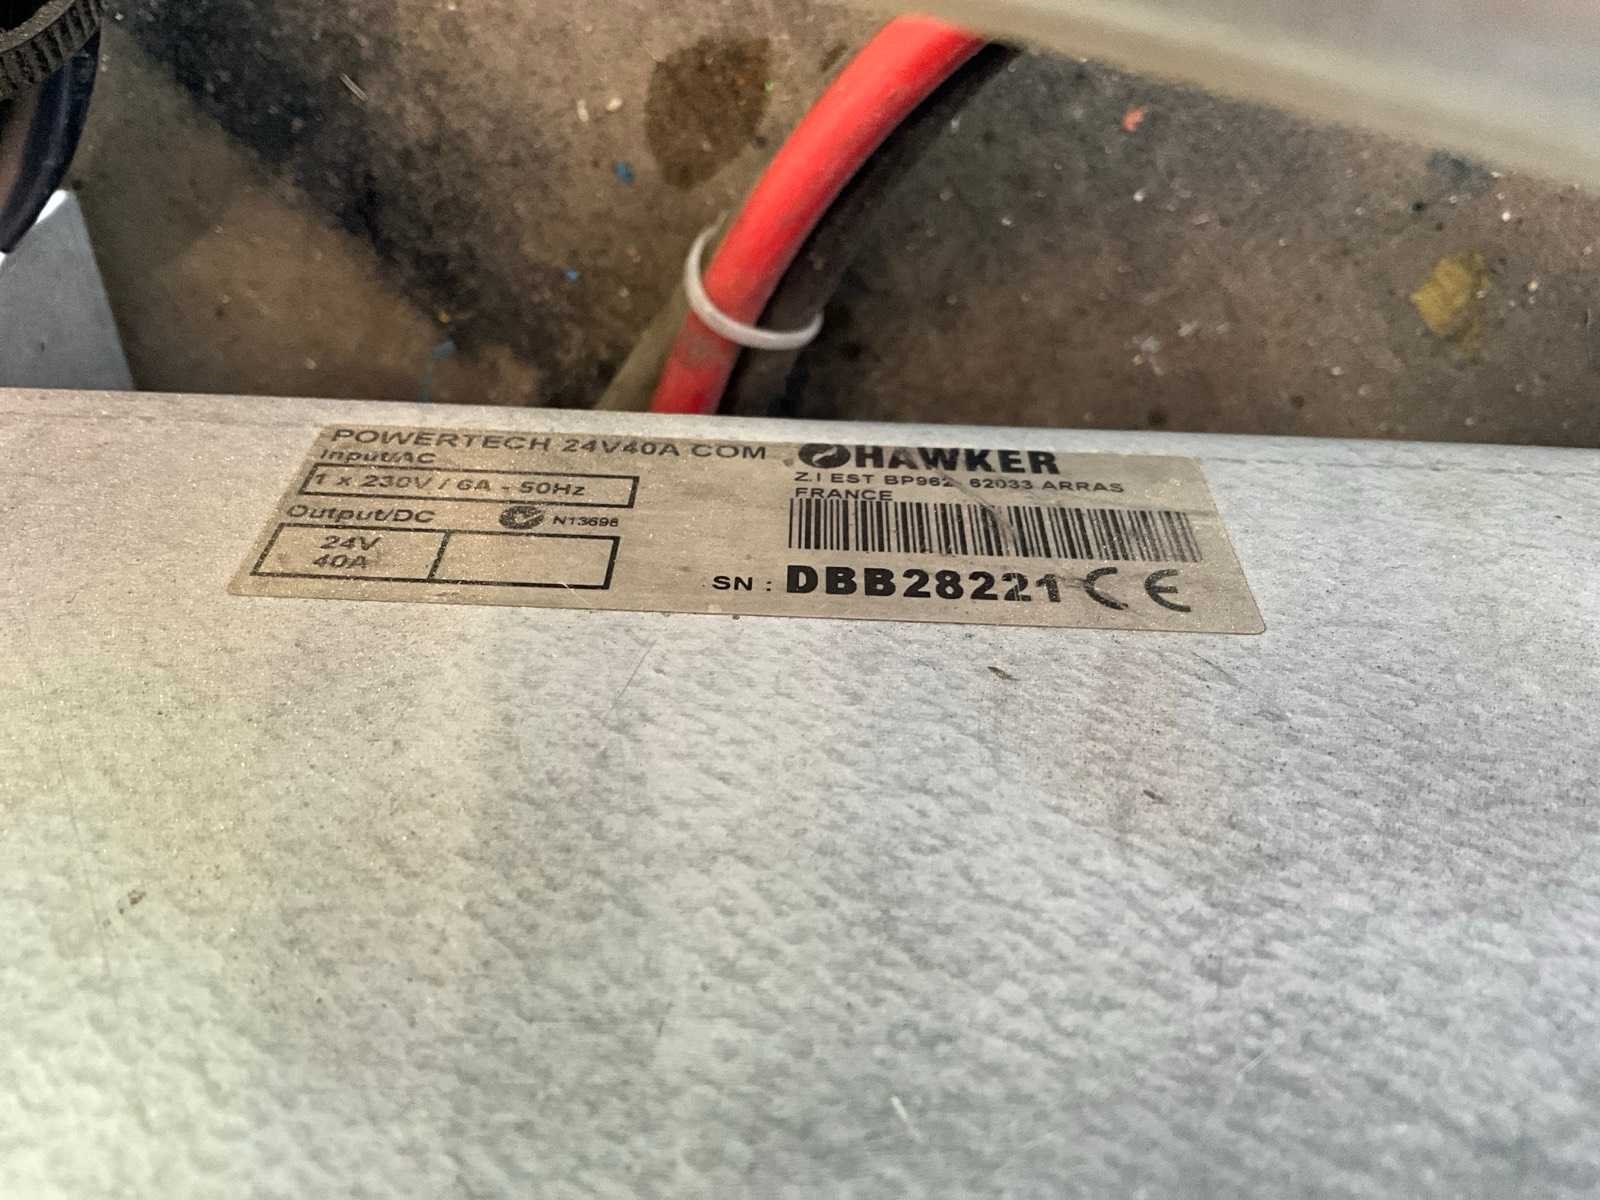 POWERTECH 24V40A COM
Input/AC
1 x 230V / 6A - 50Hz
Output/DC
N13698
24V
40A
HAWKER
Z.I EST BP962 62033 ARRAS
FRANCE
SN : DBB28221 CE